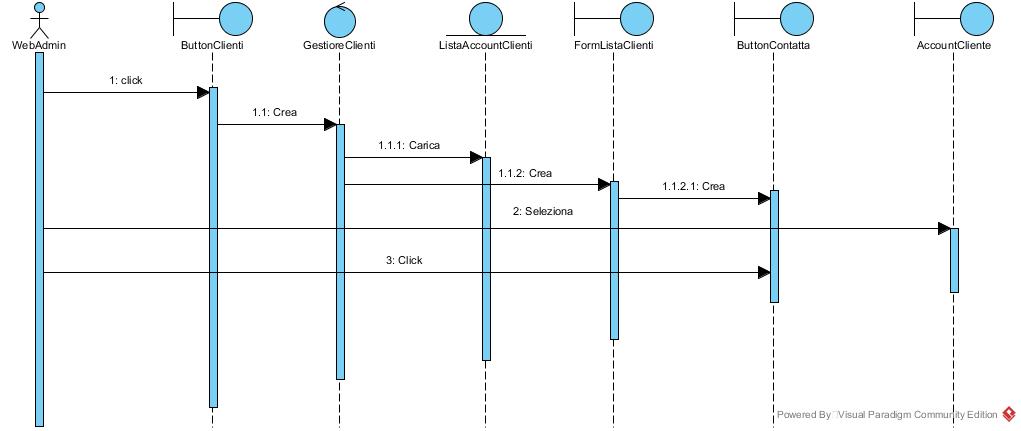 WebAdmin
ButtonClienti
GestioreClienti
ListaAccountClienti
FormListaClienti
ButtonContatta
AccountCliente
1: click
1.1: Crea
1.1.1: Carica
1.1.2: Crea
1.1.2.1: Crea
2: Seleziona
3: Click
Powered By Visual Paradigm Community Edition